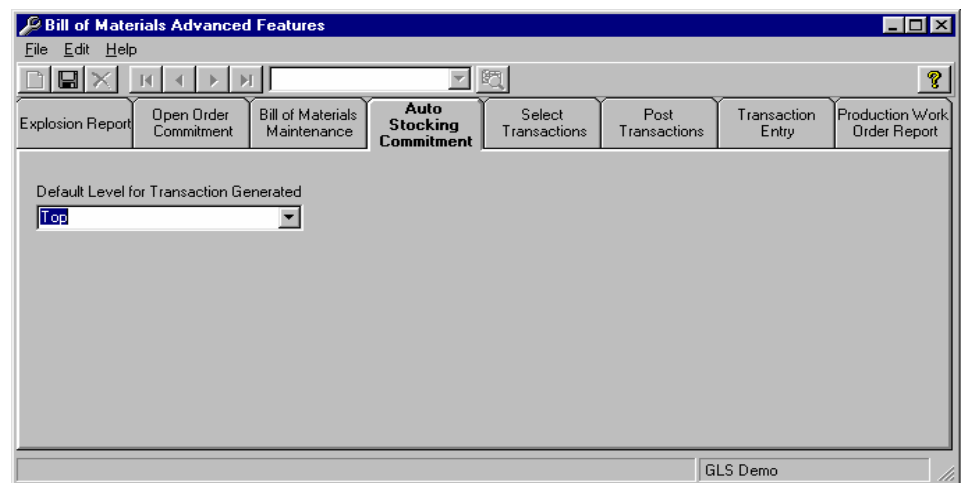 Bill of Materials Advanced Features
File Edit Help
Explosion Report
Open Order
Commitment
Bill of Materials
Maintenance
Auto
Stocking
Commitment
Select
Transactions
Post
Transactions
Transaction
Entry
Production Work
Order Report
Default Level for Transaction Generated
Top
GLS Demo